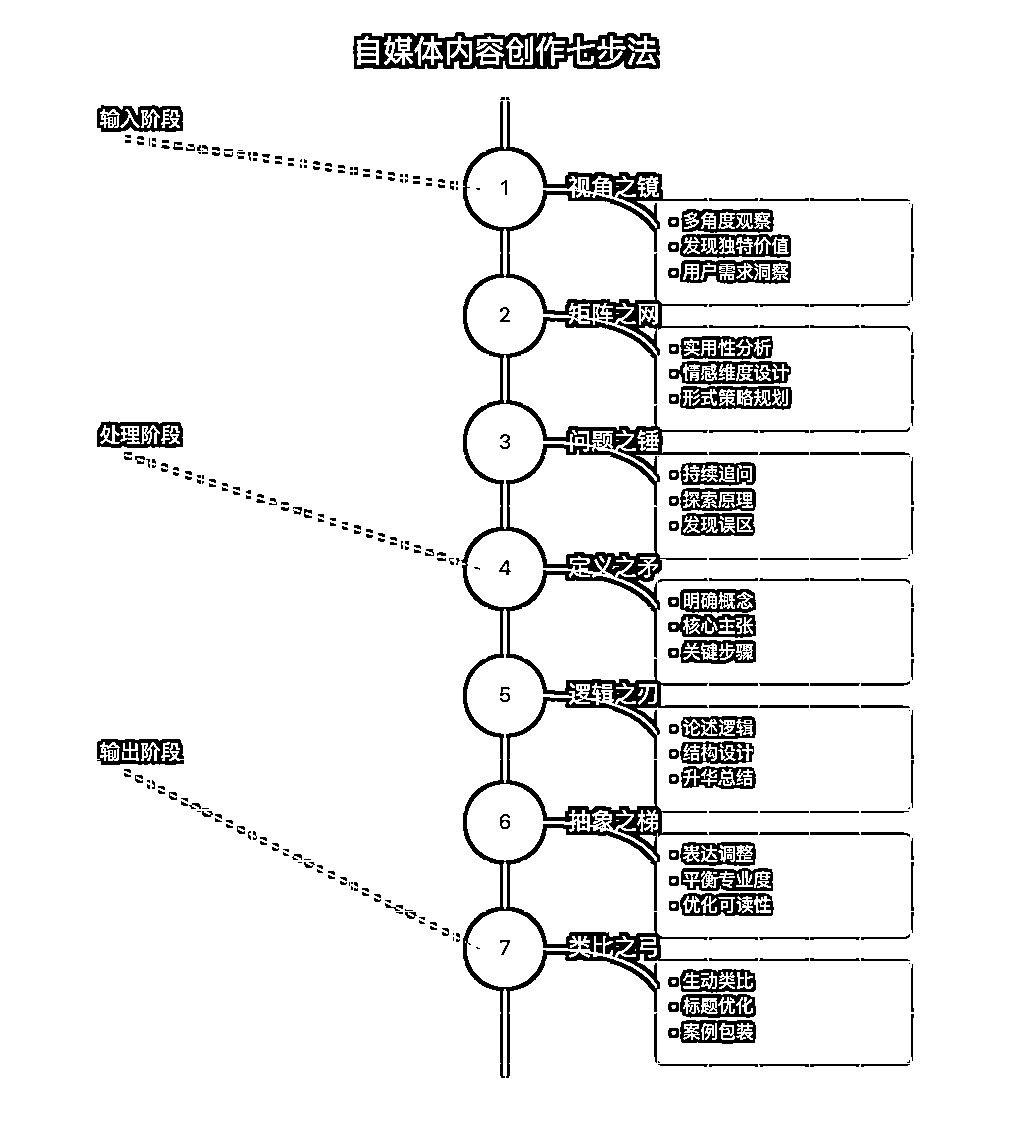 自媒体内容创作七步法
输入阶段
1
视角之镜
多角度观察
发现独特价值
用户需求洞察
2
矩阵之网
实用性分析
情感维度设计
形式策略规划
3
问题之锤
持续追问
探索原理
发现误区
处理阶段
4
定义之矛
明确概念
核心主张
关键步骤
5
逻辑之刃
论述逻辑
结构设计
升华总结
输出阶段
6
抽象之梯
表达调整
平衡专业度
优化可读性
7
类比之弓
生动类比
标题优化
案例包装